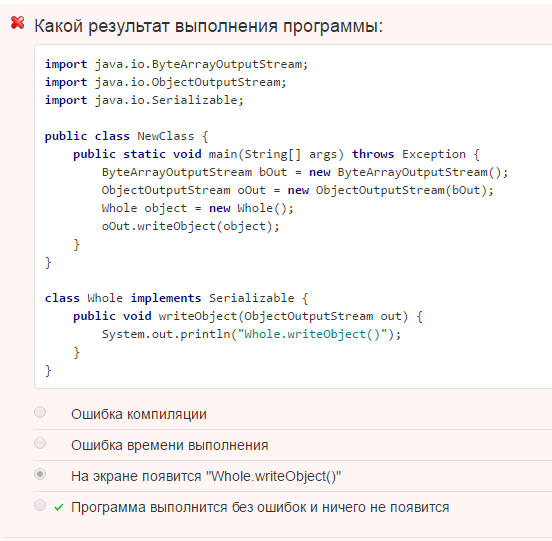 Какой результат выполнения программы:
import java.io.ByteArrayOutputStream;
import java.io.ObjectOutputStream;
import java.io.Serializable;
public class NewClass {
public static void main(String[] args) throws Exception {
ByteArrayOutputStream bOut = new ByteArrayOutputStream();
ObjectOutputStream oOut = new ObjectOutputStream(bOut);
Whole object = new Whole();
oOut.writeObject(object);
}
}
class Whole implements Serializable {
public void writeObject(ObjectOutputStream out) {
System.out.println("Whole.writeObject()");
}
}
Ошибка компиляции
Ошибка времени выполнения
На экране появится "Whole.writeObject()"
Программа выполнится без ошибок и ничего не появится